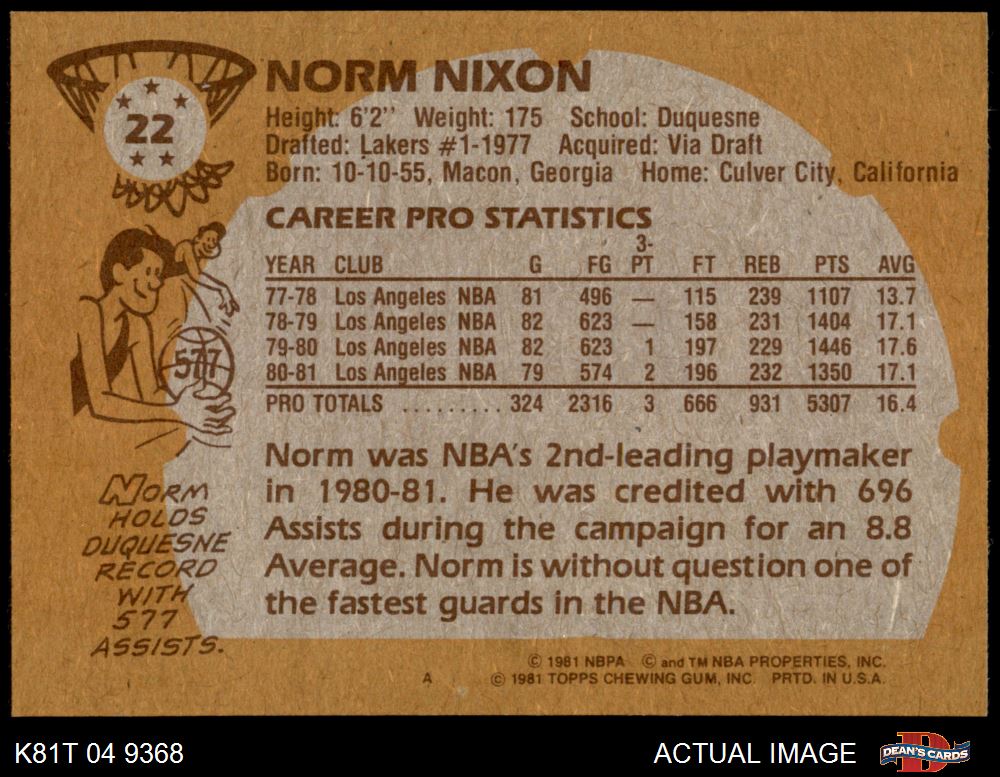 22
NORM NIXON
Height: 6'2'' Weight: 175 School: Duquesne
Drafted: Lakers #1-1977 Acquired: Via Draft
Born: 10-10-55, Macon, Georgia Home: Culver City, California
CAREER PRO STATISTICS
YEAR CLUB G FG 3-PT FT REB PTS AVG
77-78 Los Angeles NBA 81 496 — 115 239 1107 13.7
78-79 Los Angeles NBA 82 623 — 158 231 1404 17.1
79-80 Los Angeles NBA 82 623 1 197 229 1446 17.6
80-81 Los Angeles NBA 79 574 2 196 232 1350 17.1
PRO TOTALS ......... 324 2316 3 666 931 5307 16.4
577
NORM
HOLDS
DUQUESNE
RECORD
WITH
577
ASSISTS.
Norm was NBA's 2nd-leading playmaker
in 1980-81. He was credited with 696
Assists during the campaign for an 8.8
Average. Norm is without question one of
the fastest guards in the NBA.
© 1981 NBPA © and TM NBA PROPERTIES, INC.
A © 1981 TOPPS CHEWING GUM, INC. PRTD. IN U.S.A.
K81T 04 9368
ACTUAL IMAGE
D
DEAN'S CARDS